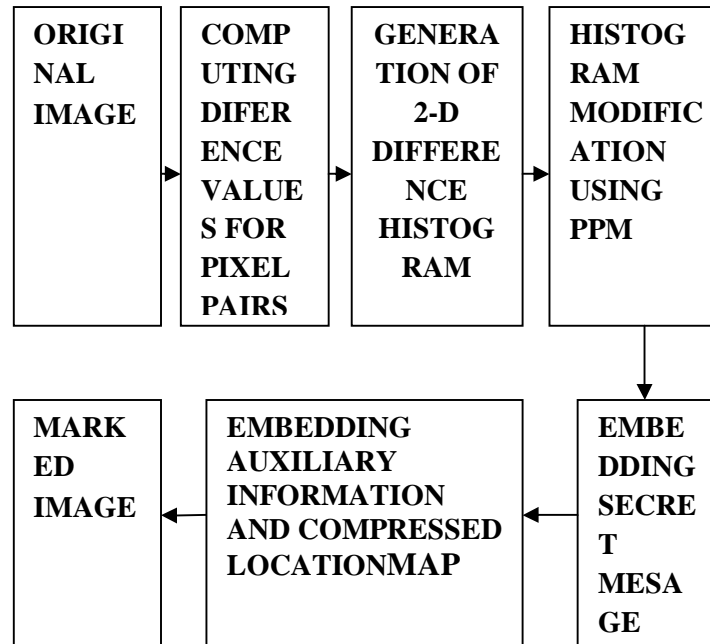 ORIGI
NAL
IMAGE
COMP
UTING
DIFER
ENCE
VALUE
S FOR
PIXEL
PAIRS
GENERA
TION OF
2-D
DIFFERE
NCE
HISTOG
RAM
HISTOG
RAM
MODIFIC
ATION
USING
PPM
EMBE
DDING
SECRE
T
MESA
GE
EMBEDDING
AUXILIARY
INFORMATION
AND COMPRESSED
LOCATIONMAP
MARK
ED
IMAGE